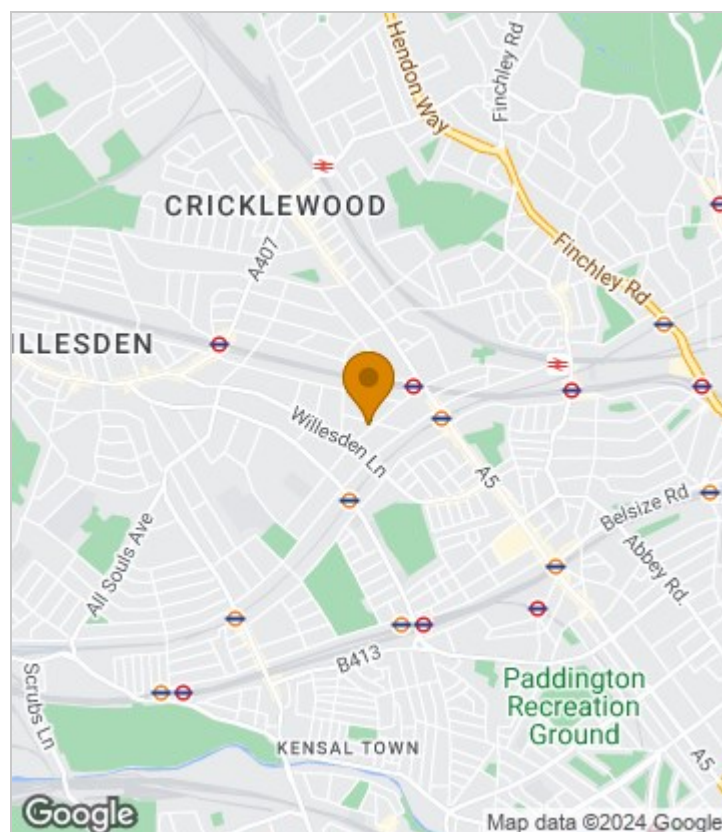 Hendon Way
Finchley Rd
CRICKLEWOOD
A407
Finchley Rd
ILLESDEN
Willesden Ln
A5
Belsize Rd
All Souls Ave
Abbey Rd.
B413
Scrubs Ln
Paddington
Recreation
Ground
KENSAL TOWN
A5
Google
Map data ©2024 Google